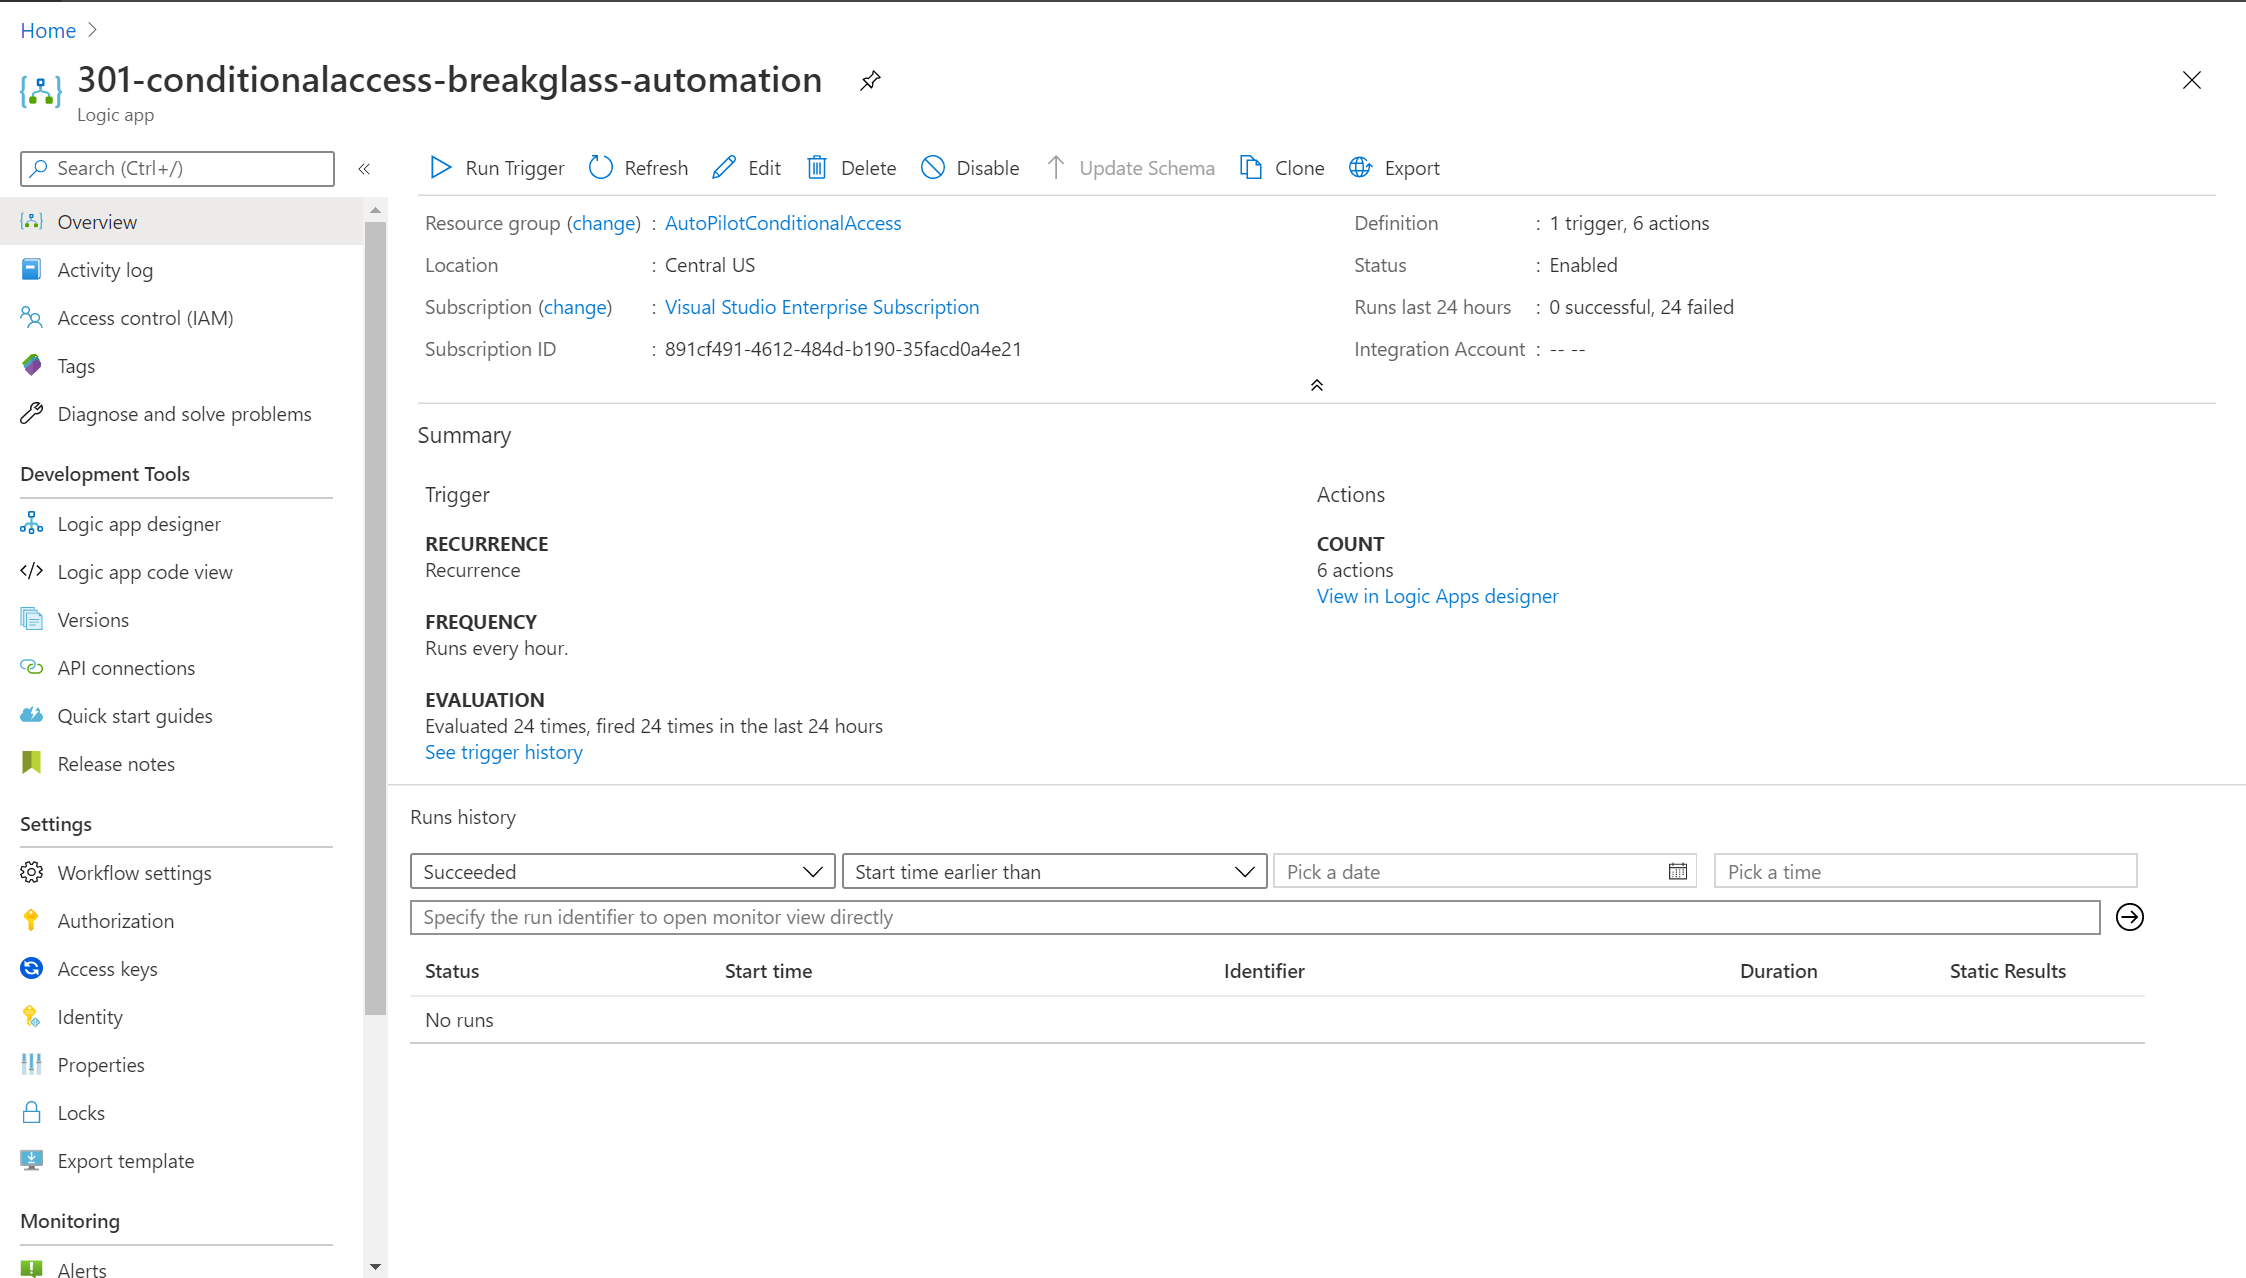 Home
301-conditionalaccess-breakglass-automation
Logic app
Search (Ctrl+/)
Overview
Activity log
Access control (IAM)
Tags
Diagnose and solve problems
Development Tools
Logic app designer
Logic app code view
Versions
API connections
Quick start guides
Release notes
Settings
Workflow settings
Authorization
Access keys
Identity
Properties
Locks
Export template
Monitoring
Alerts
Run Trigger Refresh Edit Delete Disable Update Schema Clone Export
Resource group (change) : AutoPilotConditionalAccess
Location : Central US
Subscription (change) : Visual Studio Enterprise Subscription
Subscription ID : 891cf491-4612-484d-b190-35facd0a4e21
Definition : 1 trigger, 6 actions
Status : Enabled
Runs last 24 hours : 0 successful, 24 failed
Integration Account : -- --
Summary
Trigger
RECURRENCE
Recurrence
FREQUENCY
Runs every hour.
EVALUATION
Evaluated 24 times, fired 24 times in the last 24 hours
See trigger history
Actions
COUNT
6 actions
View in Logic Apps designer
Runs history
Succeeded Start time earlier than Pick a date Pick a time
Specify the run identifier to open monitor view directly
Status Start time Identifier Duration Static Results
No runs